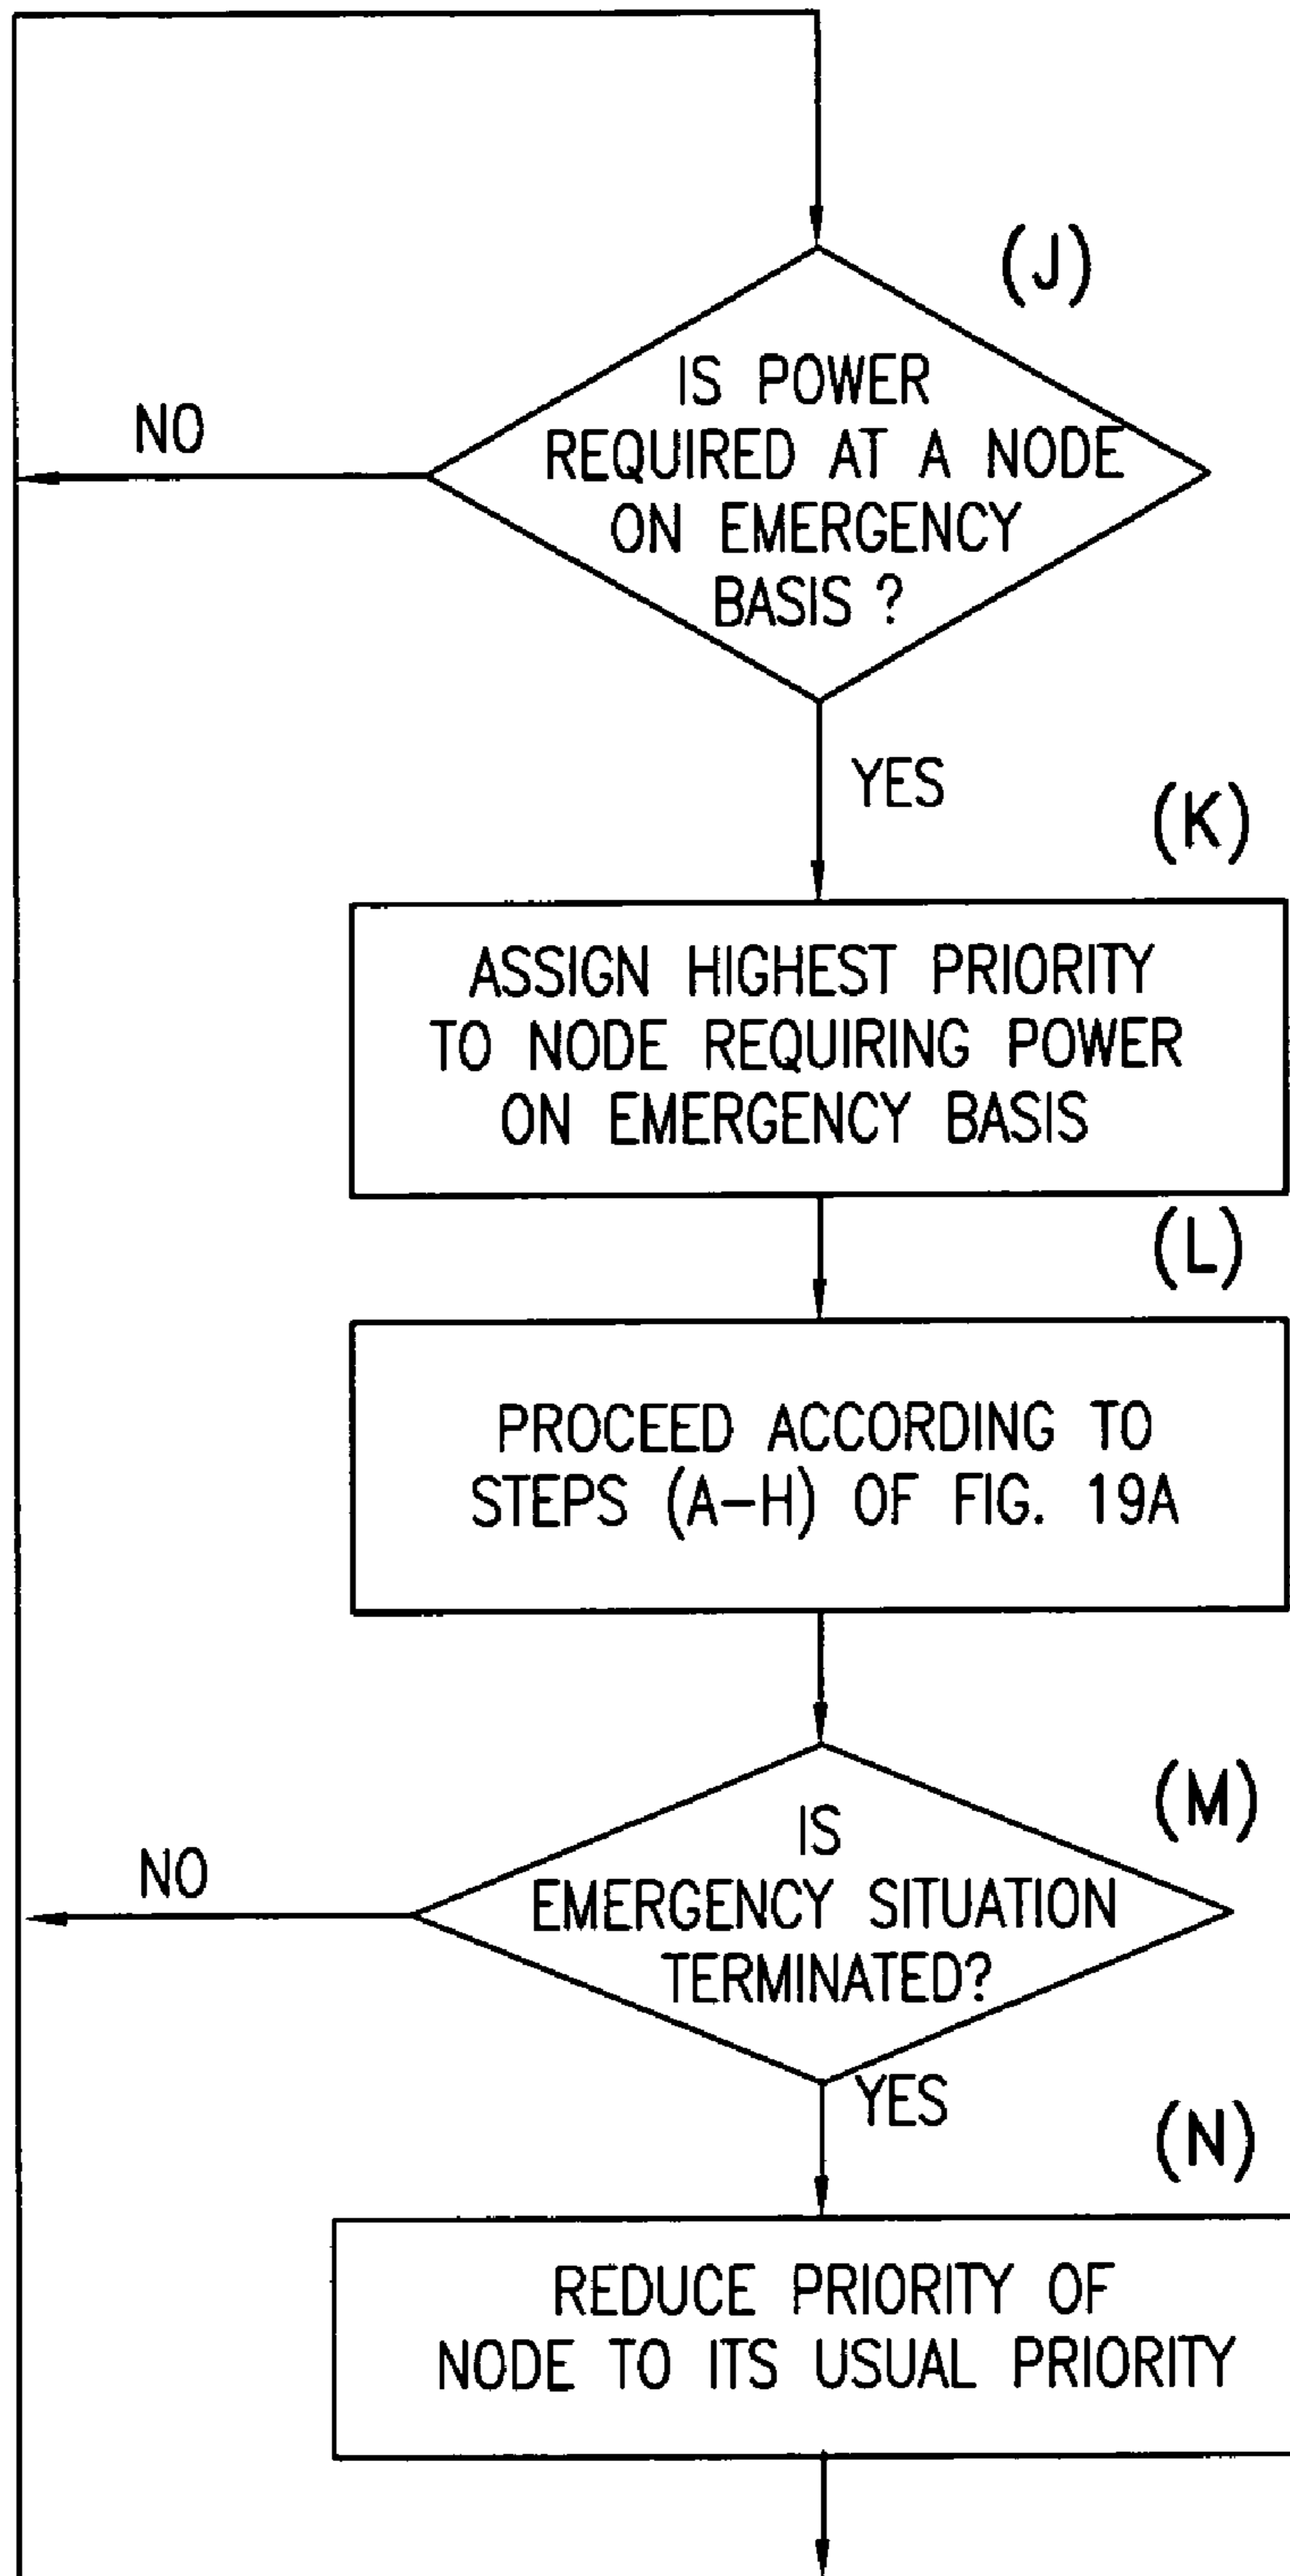 (J)
IS POWER
REQUIRED AT A NODE
ON EMERGENCY
BASIS ?
NO
YES
(K)
ASSIGN HIGHEST PRIORITY
TO NODE REQUIRING POWER
ON EMERGENCY BASIS
(L)
PROCEED ACCORDING TO
STEPS (A-H) OF FIG. 19A
(M)
IS
EMERGENCY SITUATION
TERMINATED?
NO
YES
(N)
REDUCE PRIORITY OF
NODE TO ITS USUAL PRIORITY